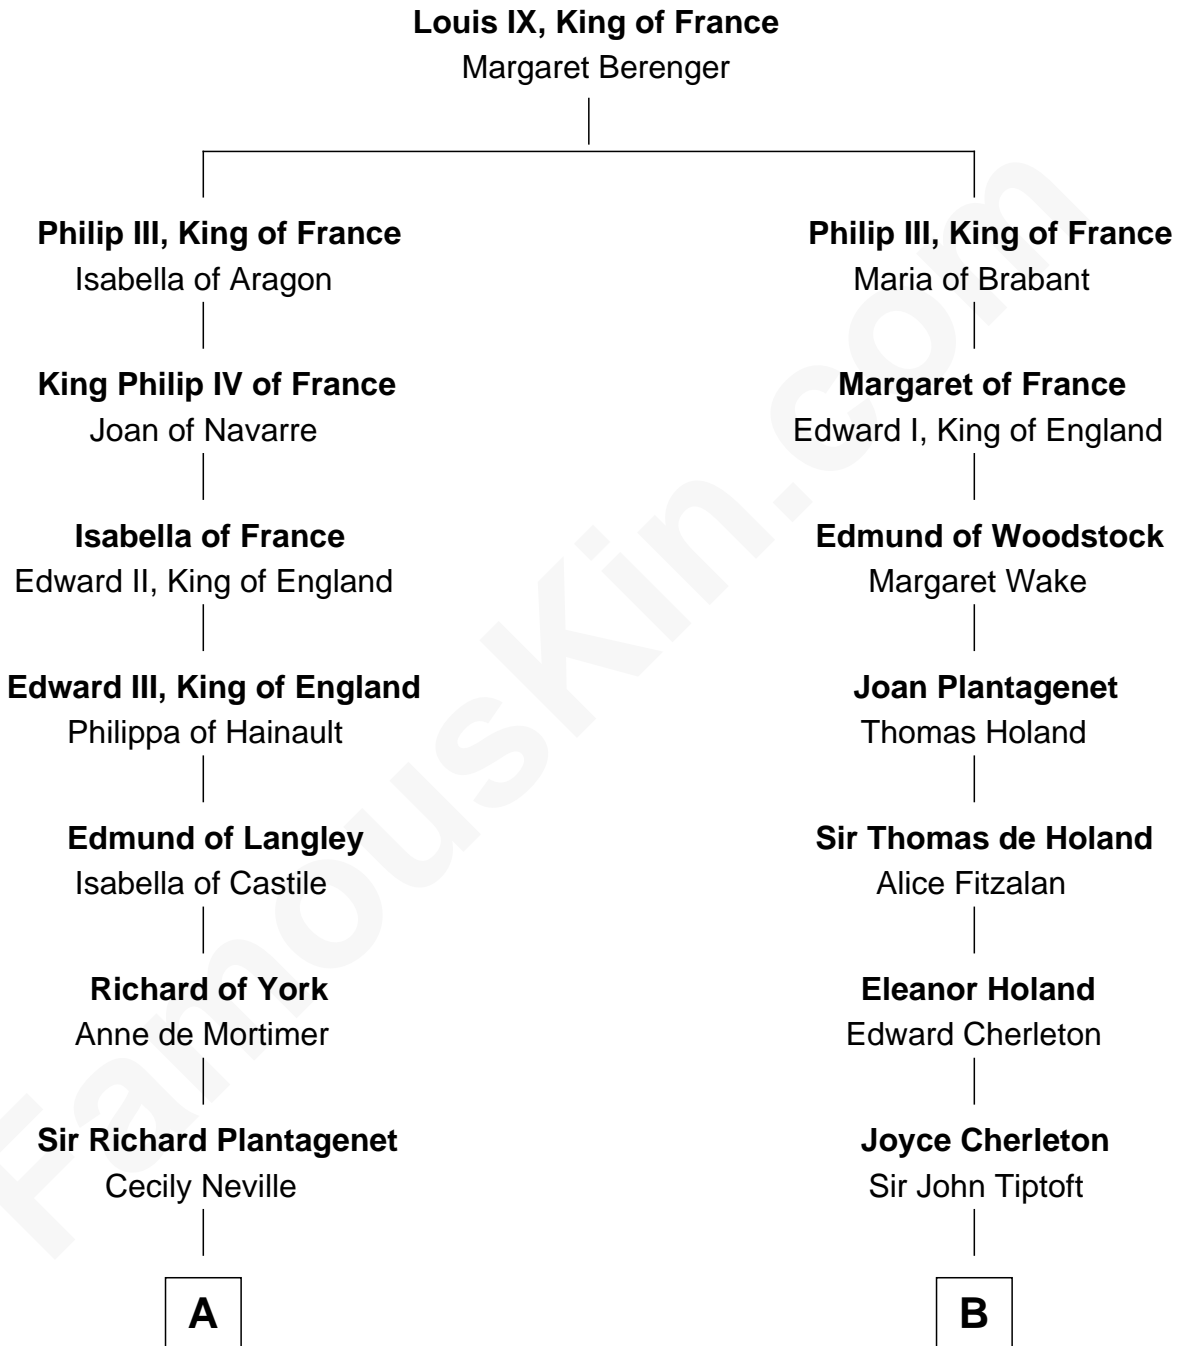 Louis IX, King of France
Margaret Berenger
Philip III, King of France
Isabella of Aragon
King Philip IV of France
Joan of Navarre
Isabella of France
Edward II, King of England
Edward III, King of England
Philippa of Hainault
Edmund of Langley
Isabella of Castile
Richard of York
Anne de Mortimer
Sir Richard Plantagenet
Cecily Neville
A
Philip III, King of France
Maria of Brabant
Margaret of France
Edward I, King of England
Edmund of Woodstock
Margaret Wake
Joan Plantagenet
Thomas Holand
Sir Thomas de Holand
Alice Fitzalan
Eleanor Holand
Edward Cherleton
Joyce Cherleton
Sir John Tiptoft
B
FamousKin.com